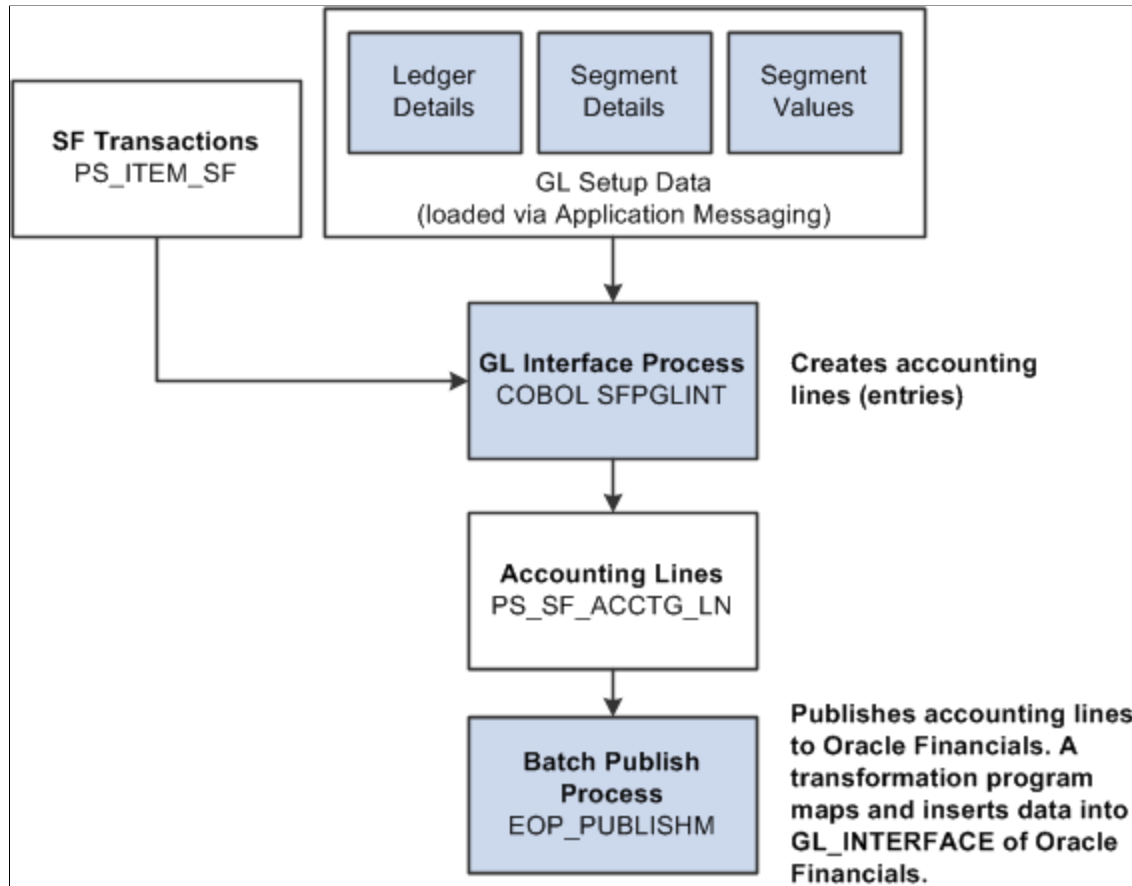 SF Transactions
PS_ITEM_SF
Ledger
Details
Segment
Details
Segment
Values
GL Setup Data
(loaded via Application Messaging)
GL Interface Process
COBOL SFPGLINT
Creates accounting
lines (entries)
Accounting Lines
PS_SF_ACCTG_LN
Batch Publish
Process
EOP_PUBLISHM
Publishes accounting lines
to Oracle Financials. A
transformation program
maps and inserts data into
GL_INTERFACE of Oracle
Financials.